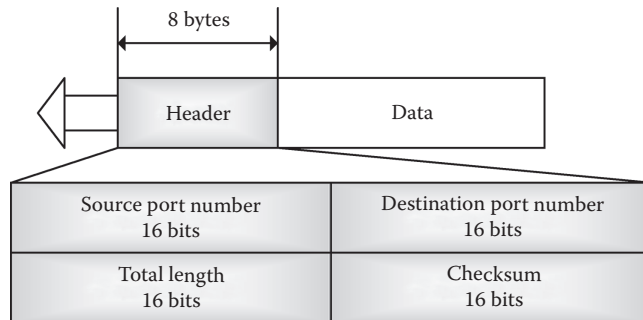 8 bytes
Header
Data
Source port number
16 bits
Destination port number
16 bits
Total length
16 bits
Checksum
16 bits